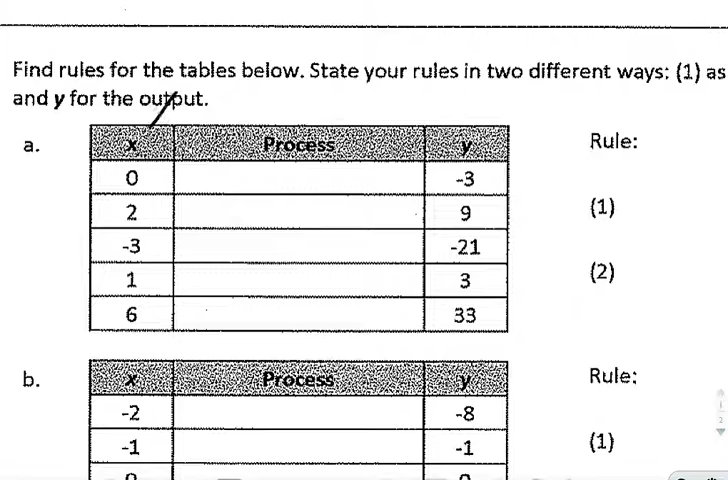 Find rules for the tables below. State your rules in two different ways: (1) as
and y for the output.
a. x Process y Rule:
0 -3
2 9 (1)
-3 -21
1 3 (2)
6 33
b. x Process y Rule:
-2 -8
-1 -1 (1)
0 0